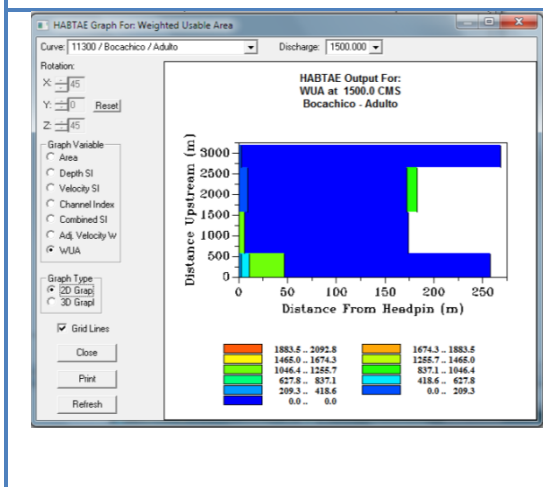 HABTAE Graph For: Weighted Usable Area
Curve: 11300 / Bocachico / Adulto Discharge: 1500.000
Rotation:
X: 45
Y: 0 Reset
Z: 45
Graph Variable
Area
Depth SI
Velocity SI
Channel Index
Combined SI
Adj. Velocity W
WUA
Graph Type
2D Grap
3D Grapl
Grid Lines
Close
Print
Refresh
HABTAE Output For:
WUA at 1500.0 CMS
Bocachico - Adulto
Distance Upstream (m)
3000
2500
2000
1500
1000
500
0
0 50 100 150 200 250
Distance From Headpin (m)
1883.5 .. 2092.8 1674.3 .. 1883.5
1465.0 .. 1674.3 1255.7 .. 1465.0
1046.4 .. 1255.7 837.1 .. 1046.4
627.8 .. 837.1 418.6 .. 627.8
209.3 .. 418.6 0.0 .. 209.3
0.0 .. 0.0